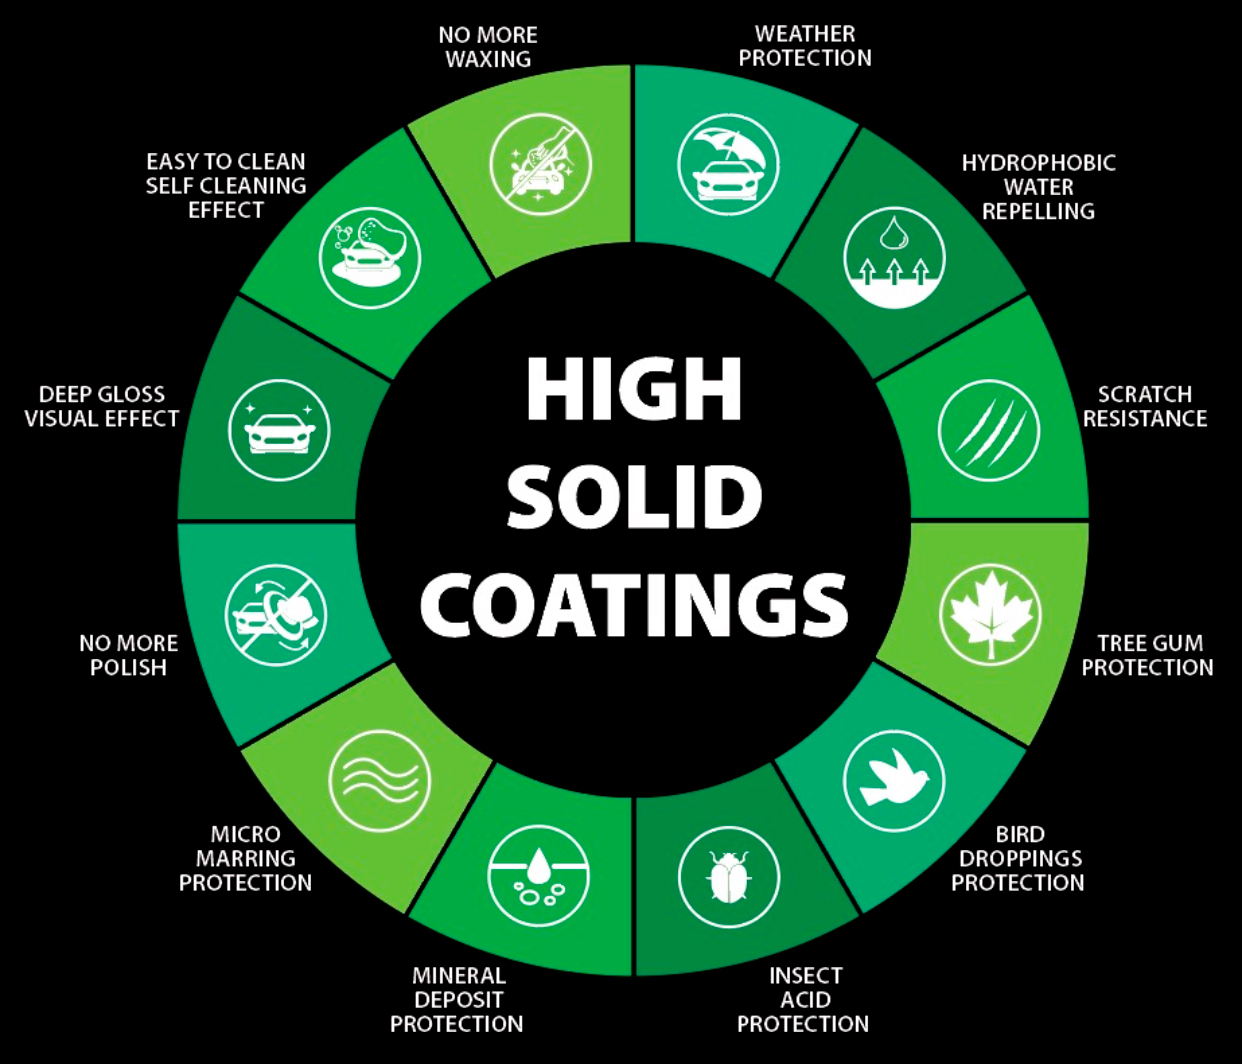 NO MORE
WAXING
WEATHER
PROTECTION
HYDROPHOBIC
WATER
REPELLING
SCRATCH
RESISTANCE
TREE GUM
PROTECTION
BIRD
DROPPINGS
PROTECTION
INSECT
ACID
PROTECTION
MINERAL
DEPOSIT
PROTECTION
MICRO
MARRING
PROTECTION
NO MORE
POLISH
DEEP GLOSS
VISUAL EFFECT
EASY TO CLEAN
SELF CLEANING
EFFECT
HIGH
SOLID
COATINGS